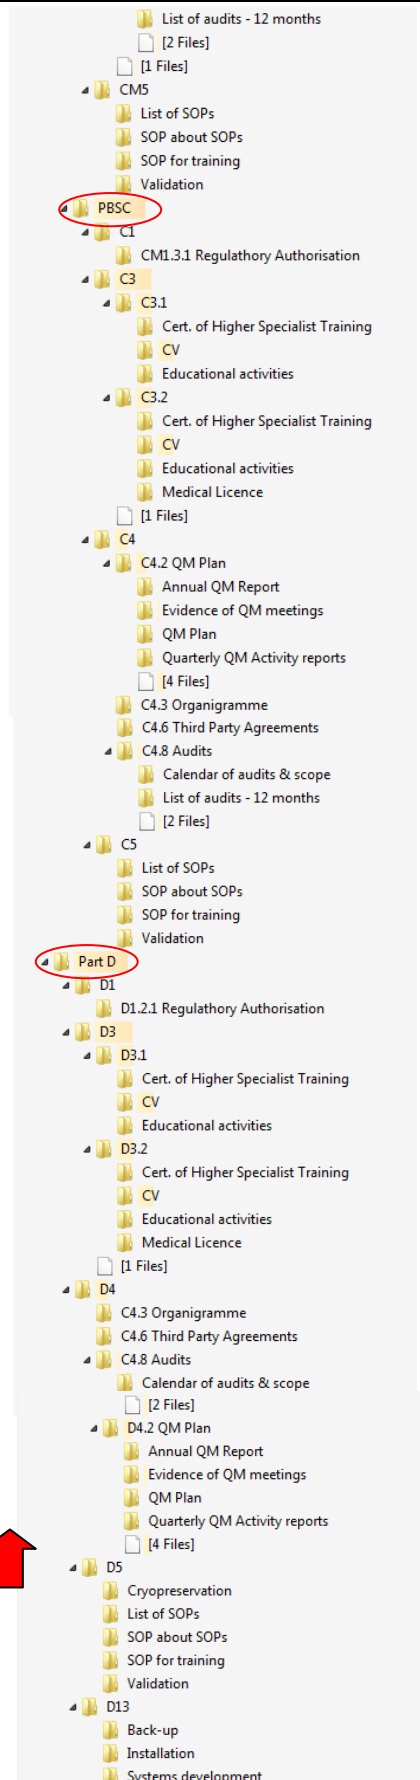 List of audits - 12 months
[2 Files]
[1 Files]
CM5
List of SOPs
SOP about SOPs
SOP for training
Validation
PBSC
C1
CM1.3.1 Regulathory Authorisation
C3
C3.1
Cert. of Higher Specialist Training
CV
Educational activities
C3.2
Cert. of Higher Specialist Training
CV
Educational activities
Medical Licence
[1 Files]
C4
C4.2 QM Plan
Annual QM Report
Evidence of QM meetings
QM Plan
Quarterly QM Activity reports
[4 Files]
C4.3 Organigramme
C4.6 Third Party Agreements
C4.8 Audits
Calendar of audits & scope
List of audits - 12 months
[2 Files]
C5
List of SOPs
SOP about SOPs
SOP for training
Validation
Part D
D1
D1.2.1 Regulathory Authorisation
D3
D3.1
Cert. of Higher Specialist Training
CV
Educational activities
D3.2
Cert. of Higher Specialist Training
CV
Educational activities
Medical Licence
[1 Files]
D4
C4.3 Organigramme
C4.6 Third Party Agreements
C4.8 Audits
Calendar of audits & scope
[2 Files]
D4.2 QM Plan
Annual QM Report
Evidence of QM meetings
QM Plan
Quarterly QM Activity reports
[4 Files]
D5
Cryopreservation
List of SOPs
SOP about SOPs
SOP for training
Validation
D13
Back-up
Installation
Systems development